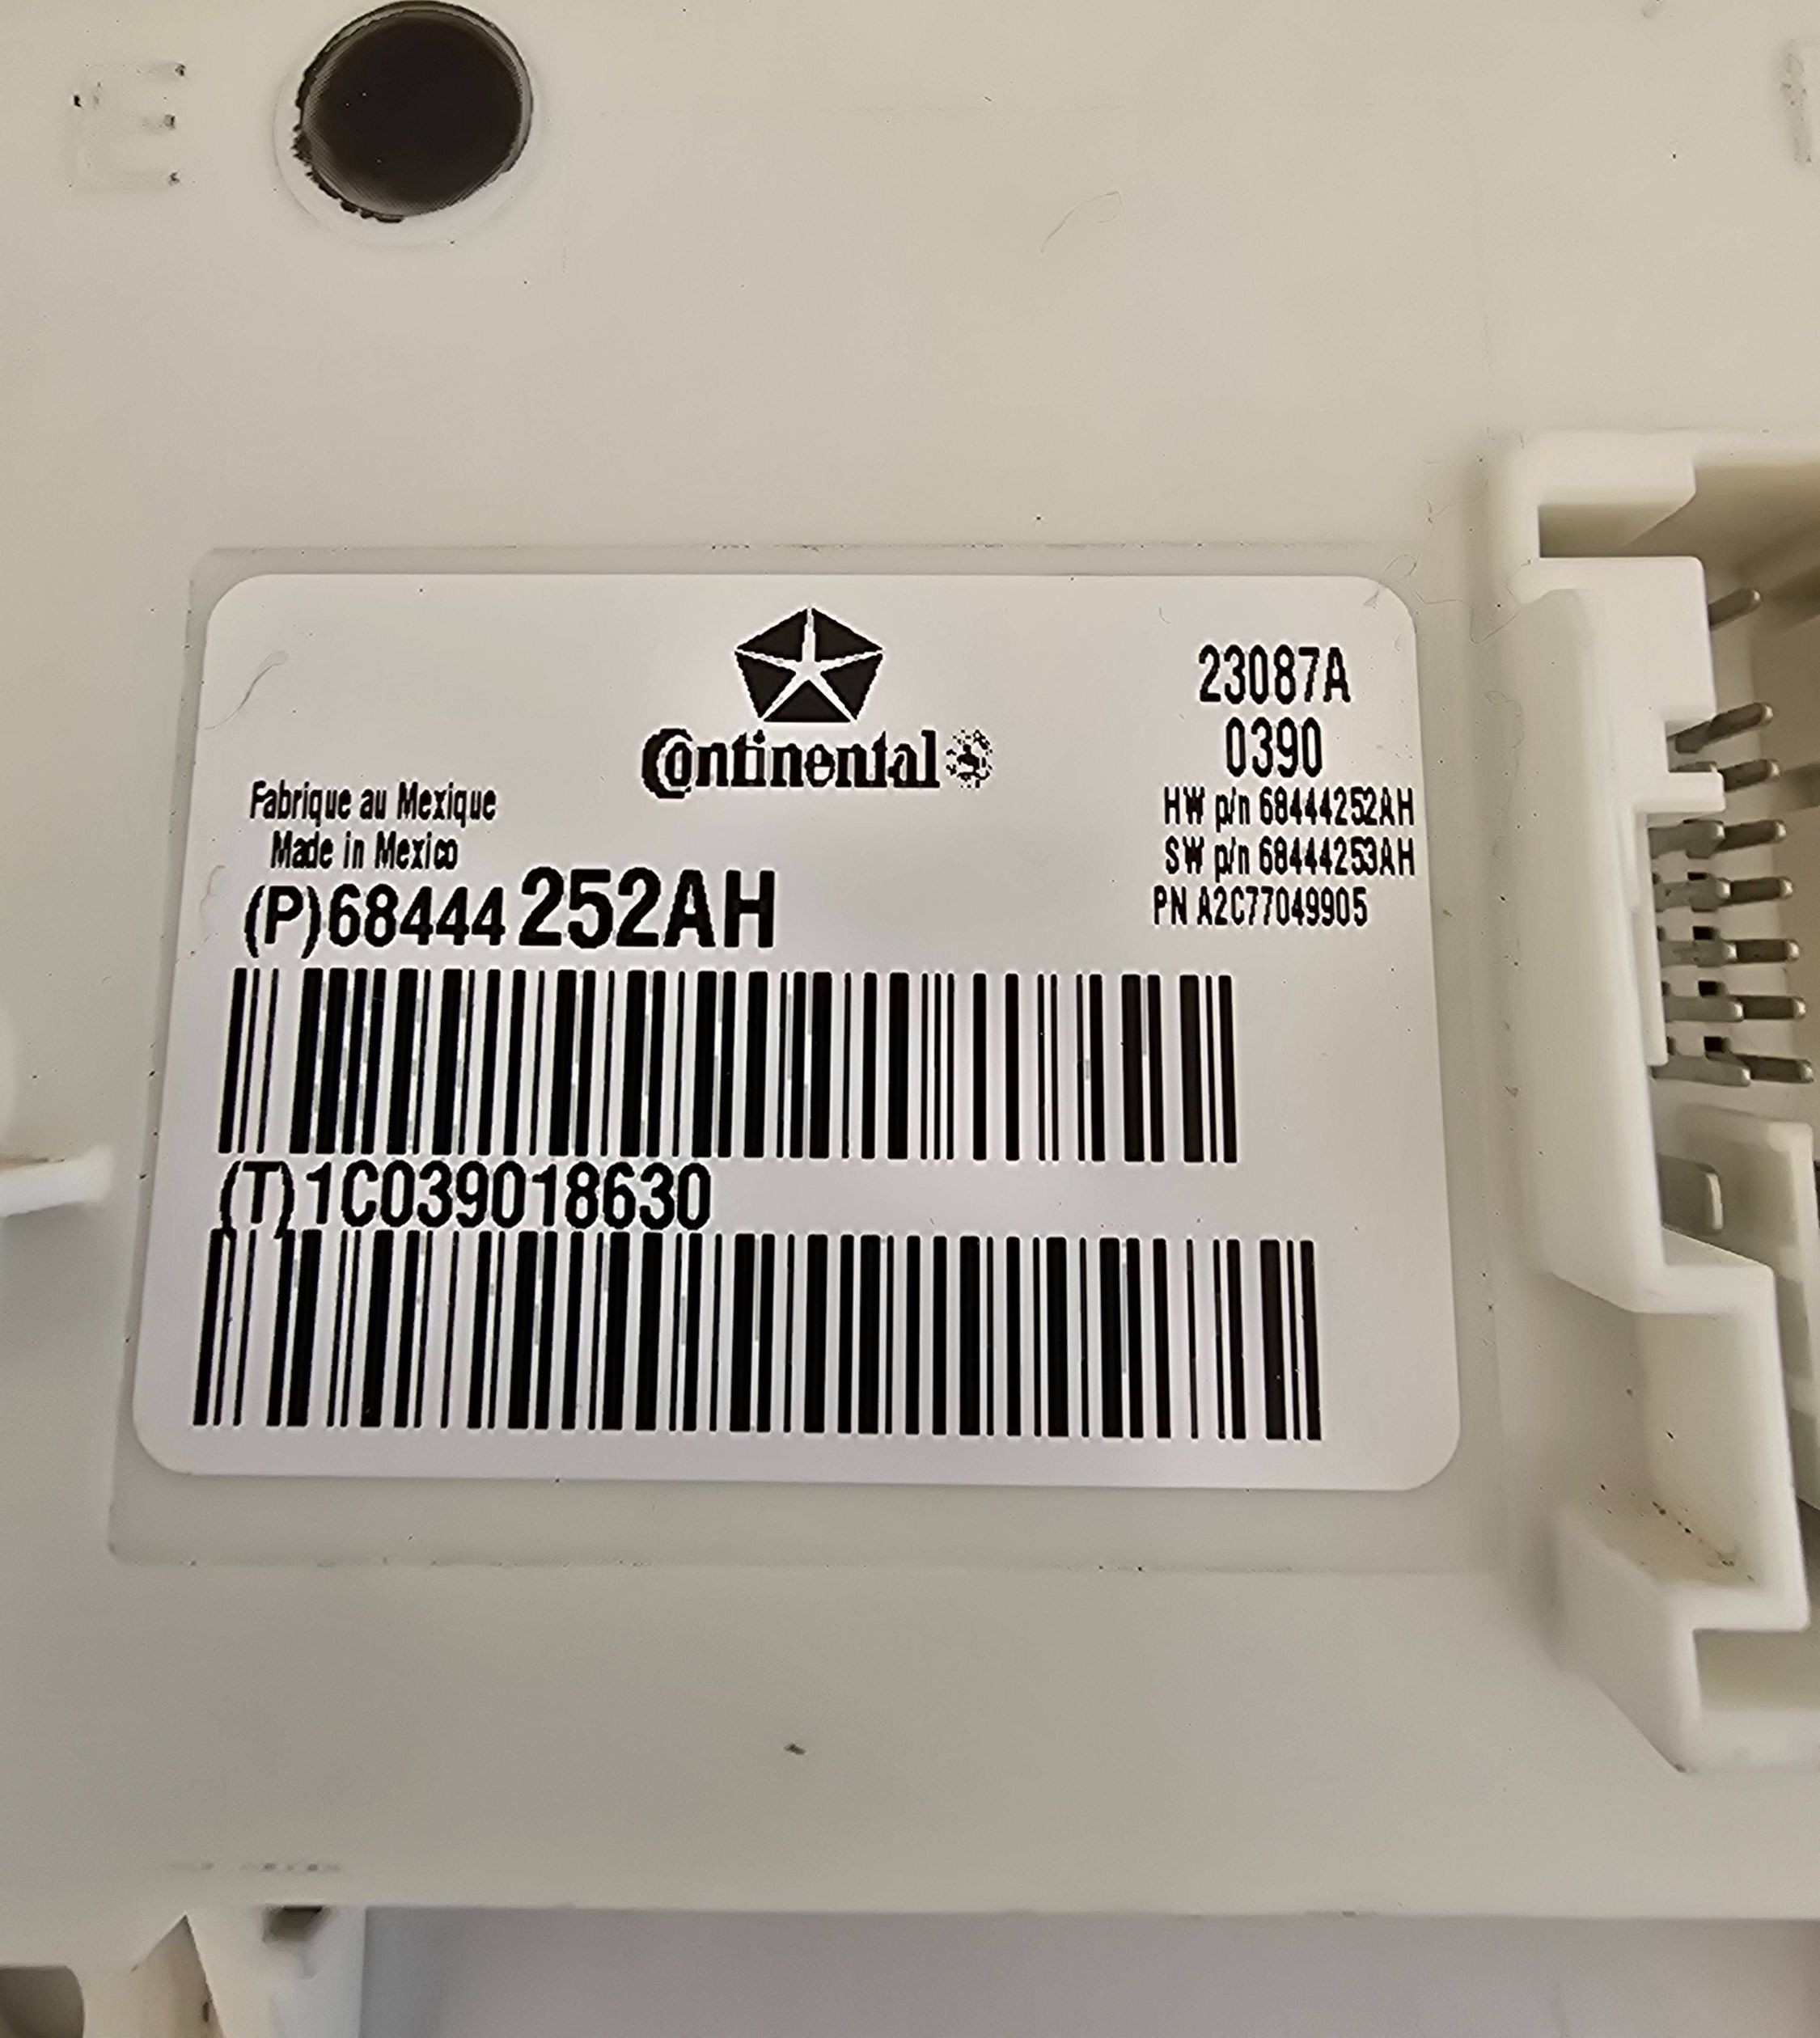 Continental
23087A
0390
HW p/n 68444252AH
SW p/n 68444253AH
PN A2C77049905
Fabrique au Mexique
Made in Mexico
(P)68444252AH
(T)1C039018630